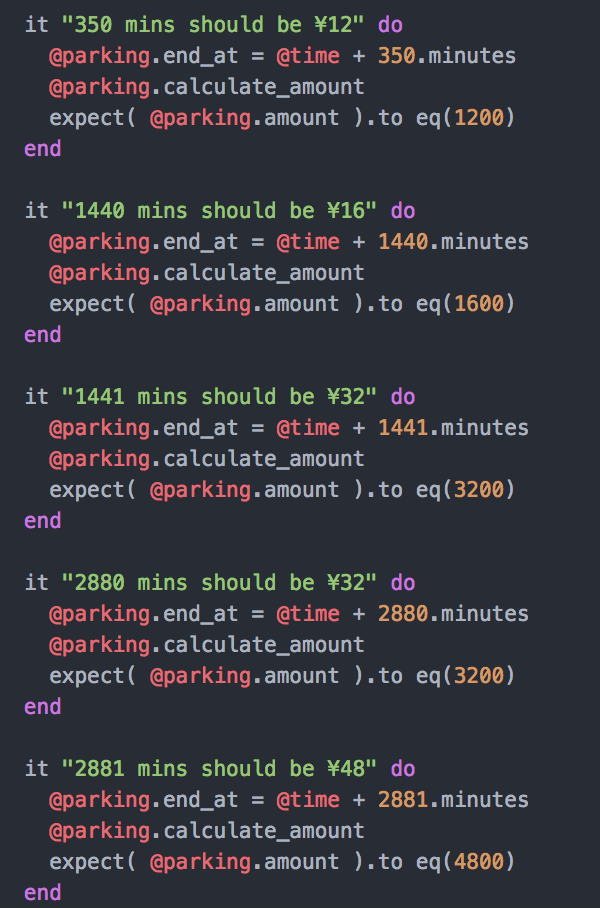 it "350 mins should be ¥12" do
  @parking.end_at = @time + 350.minutes
  @parking.calculate_amount
  expect( @parking.amount ).to eq(1200)
end

it "1440 mins should be ¥16" do
  @parking.end_at = @time + 1440.minutes
  @parking.calculate_amount
  expect( @parking.amount ).to eq(1600)
end

it "1441 mins should be ¥32" do
  @parking.end_at = @time + 1441.minutes
  @parking.calculate_amount
  expect( @parking.amount ).to eq(3200)
end

it "2880 mins should be ¥32" do
  @parking.end_at = @time + 2880.minutes
  @parking.calculate_amount
  expect( @parking.amount ).to eq(3200)
end

it "2881 mins should be ¥48" do
  @parking.end_at = @time + 2881.minutes
  @parking.calculate_amount
  expect( @parking.amount ).to eq(4800)
end